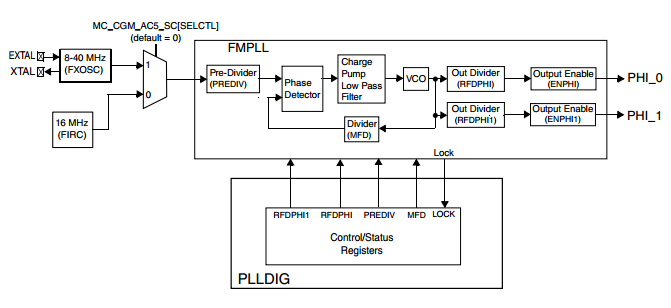 MC_CGM_AC5_SC[SELCTL]
(default = 0)
FMPLL
EXTAL
XTAL
8-40 MHz
(FXOSC)
1
0
16 MHz
(FIRC)
Pre-Divider
(PREDIV)
Phase
Detector
Charge
Pump
Low Pass
Filter
VCO
Out Divider
(RFDPHI)
Output Enable
(ENPHI)
PHI_0
Out Divider
(RFDPHI1)
Output Enable
(ENPHI1)
PHI_1
Divider
(MFD)
Lock
RFDPHI1 RFDPHI PREDIV MFD LOCK
Control/Status
Registers
PLLDIG